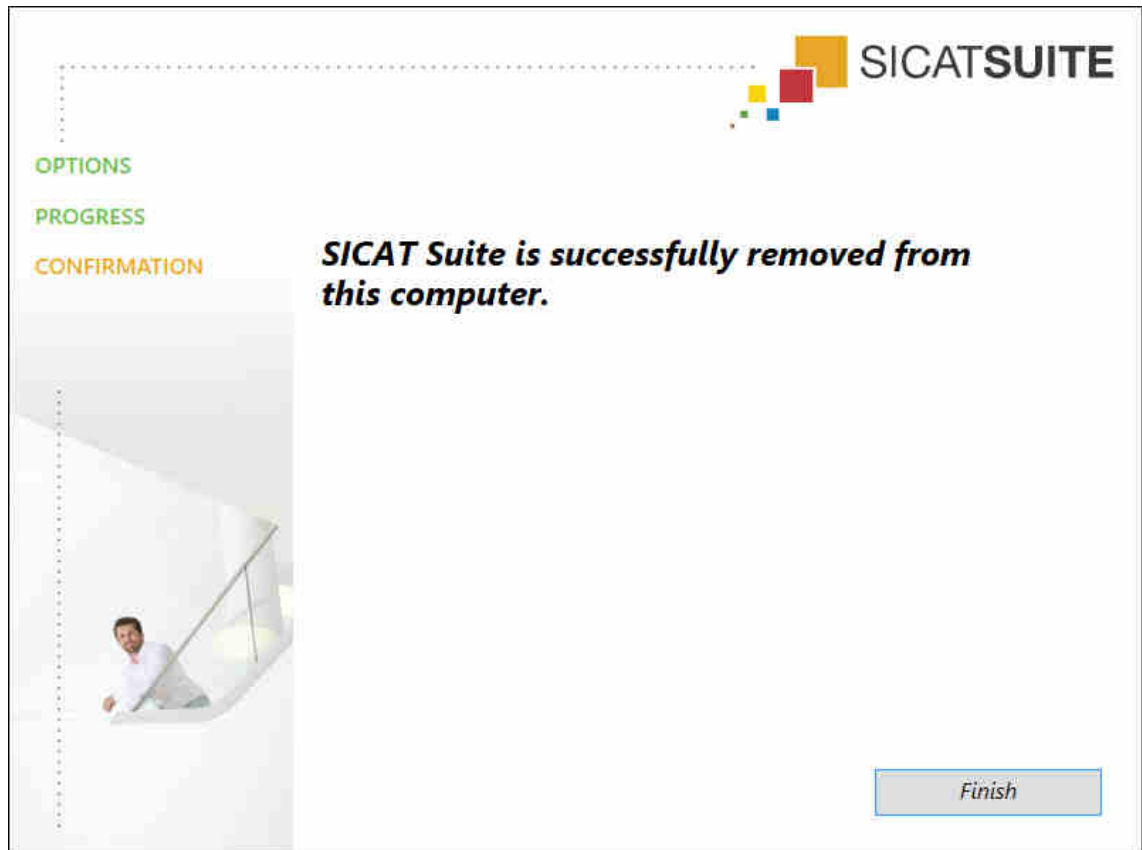 SICATSUITE
OPTIONS
PROGRESS
CONFIRMATION
SICAT Suite is successfully removed from
this computer.
Finish